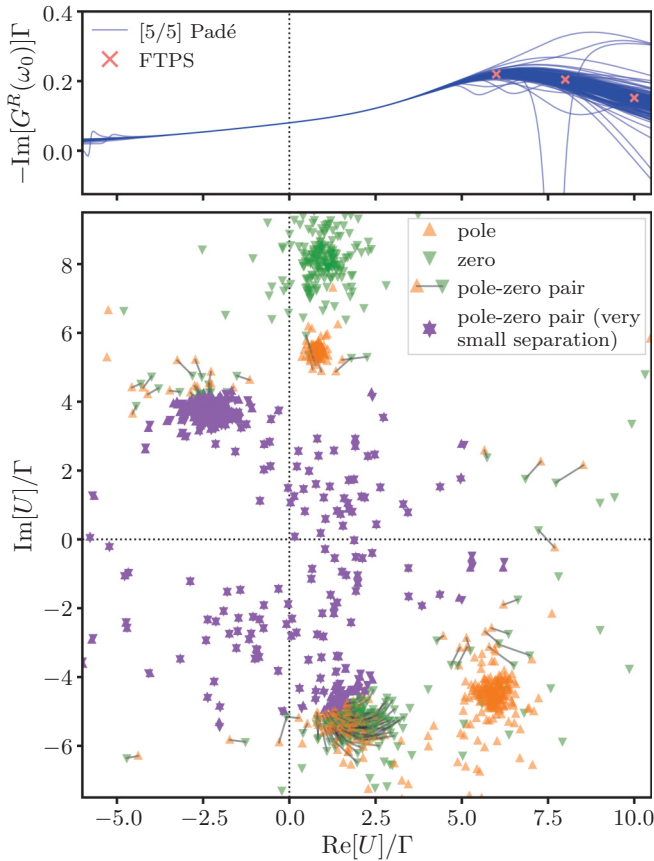 0.4
0.2
0.0
−Im[G^R(ω₀)]Γ
[5/5] Padé
FTPS
8
6
4
2
0
−2
−4
−6
Im[U]/Γ
pole
zero
pole-zero pair
pole-zero pair (very
small separation)
−5.0 −2.5 0.0 2.5 5.0 7.5 10.0
Re[U]/Γ